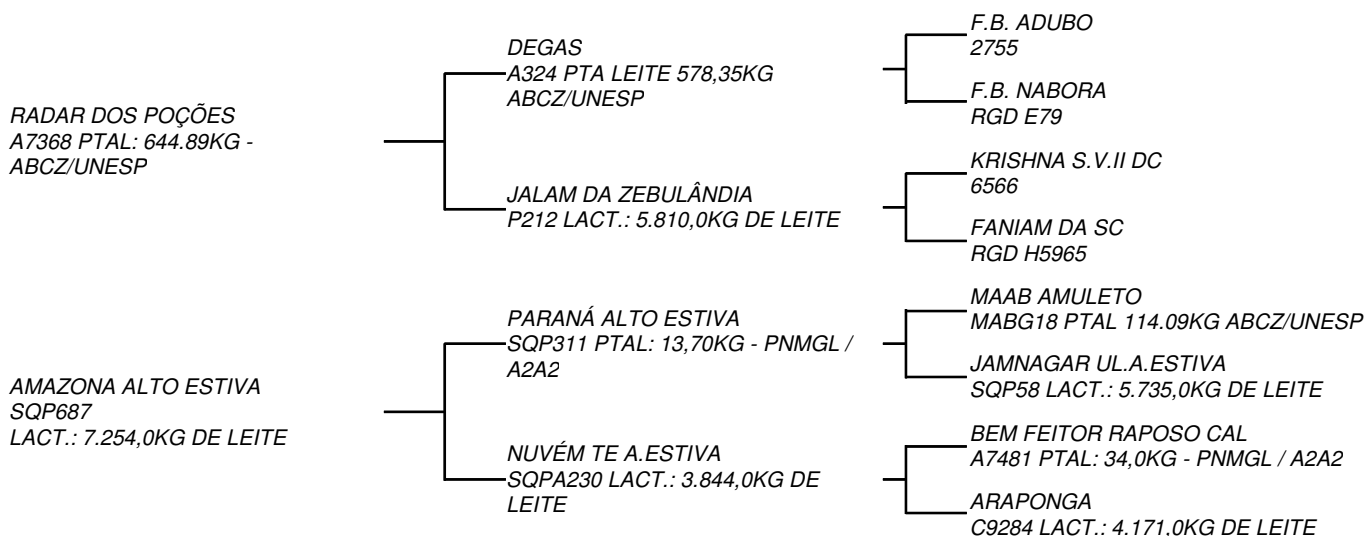 RADAR DOS POÇÕES
A7368 PTAL: 644.89KG -
ABCZ/UNESP
DEGAS
A324 PTA LEITE 578,35KG
ABCZ/UNESP
F.B. ADUBO
2755
F.B. NABORA
RGD E79
JALAM DA ZEBULÂNDIA
P212 LACT.: 5.810,0KG DE LEITE
KRISHNA S.V.II DC
6566
FANIAM DA SC
RGD H5965
AMAZONA ALTO ESTIVA
SQP687
LACT.: 7.254,0KG DE LEITE
PARANÁ ALTO ESTIVA
SQP311 PTAL: 13,70KG - PNMGL /
A2A2
MAAB AMULETO
MABG18 PTAL 114.09KG ABCZ/UNESP
JAMNAGAR UL.A.ESTIVA
SQP58 LACT.: 5.735,0KG DE LEITE
NUVÉM TE A.ESTIVA
SQPA230 LACT.: 3.844,0KG DE
LEITE
BEM FEITOR RAPOSO CAL
A7481 PTAL: 34,0KG - PNMGL / A2A2
ARAPONGA
C9284 LACT.: 4.171,0KG DE LEITE